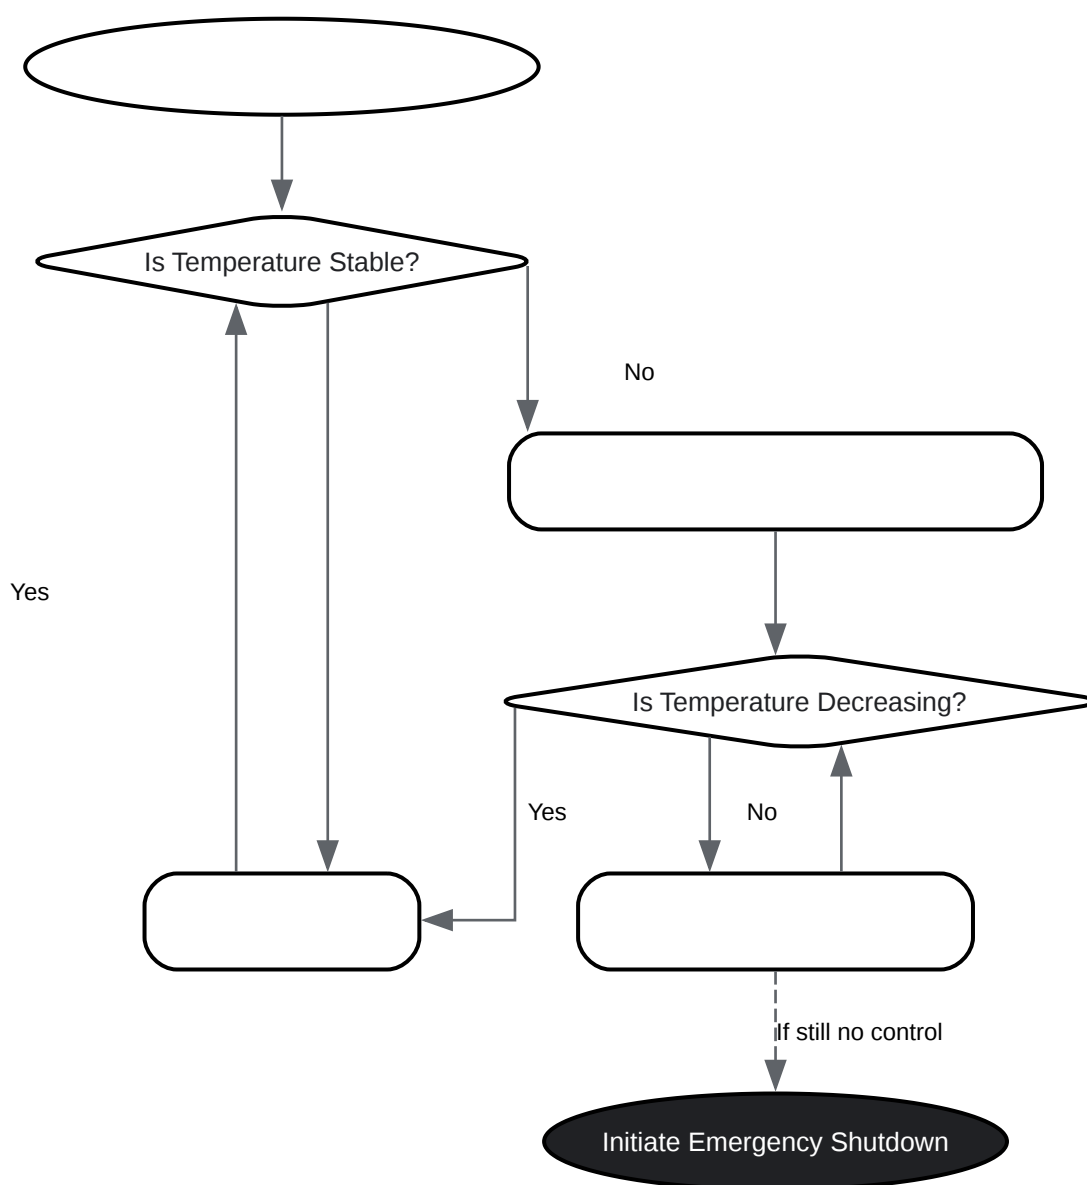 Is Temperature Stable?
No
Yes
Is Temperature Decreasing?
Yes
No
If still no control
Initiate Emergency Shutdown